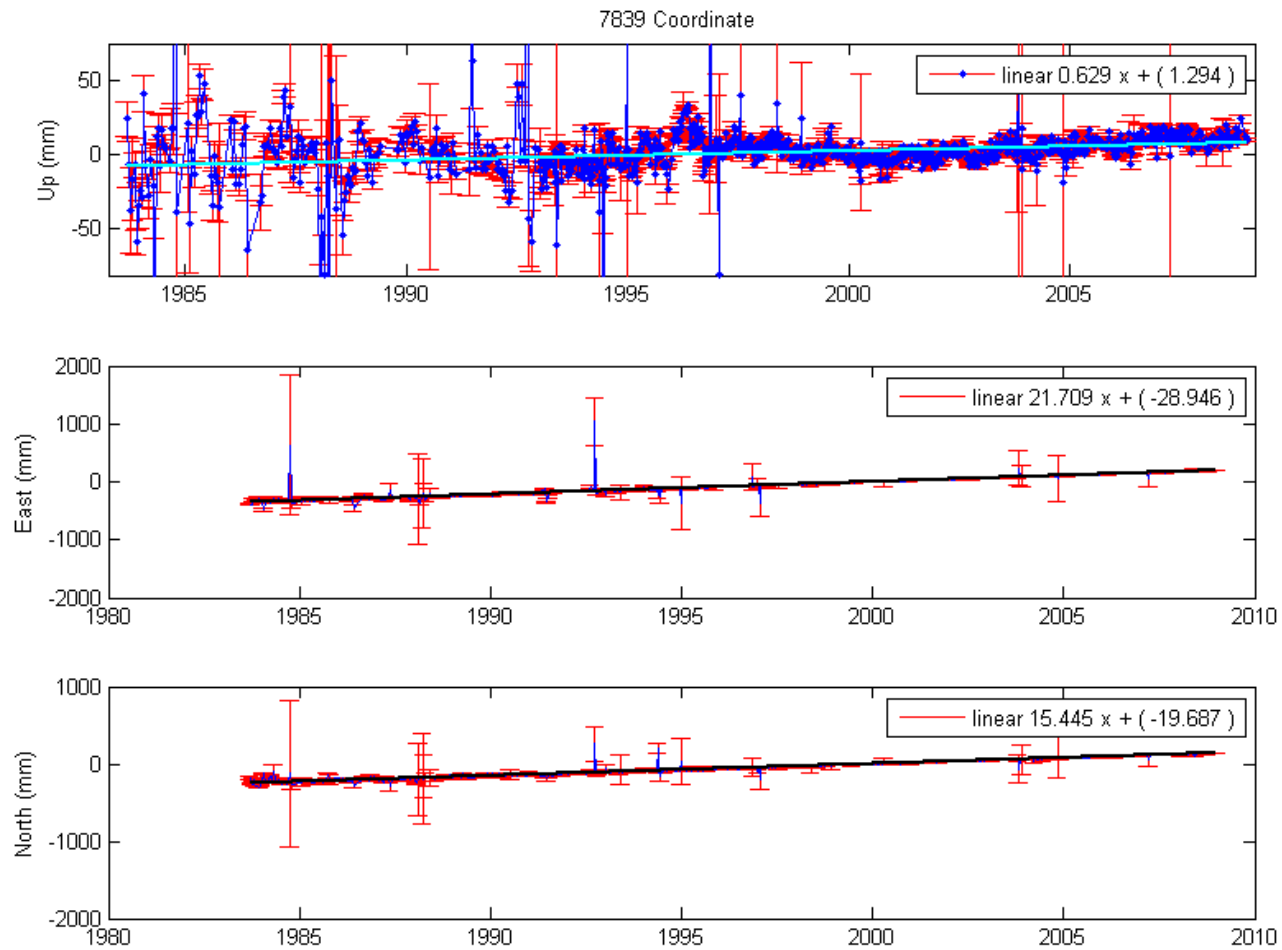 7839 Coordinate
Up (mm)
50
0
-50
linear 0.629 x + ( 1.294 )
1985 1990 1995 2000 2005
East (mm)
2000
1000
0
-1000
-2000
linear 21.709 x + ( -28.946 )
1980 1985 1990 1995 2000 2005 2010
North (mm)
1000
0
-1000
-2000
linear 15.445 x + ( -19.687 )
1980 1985 1990 1995 2000 2005 2010